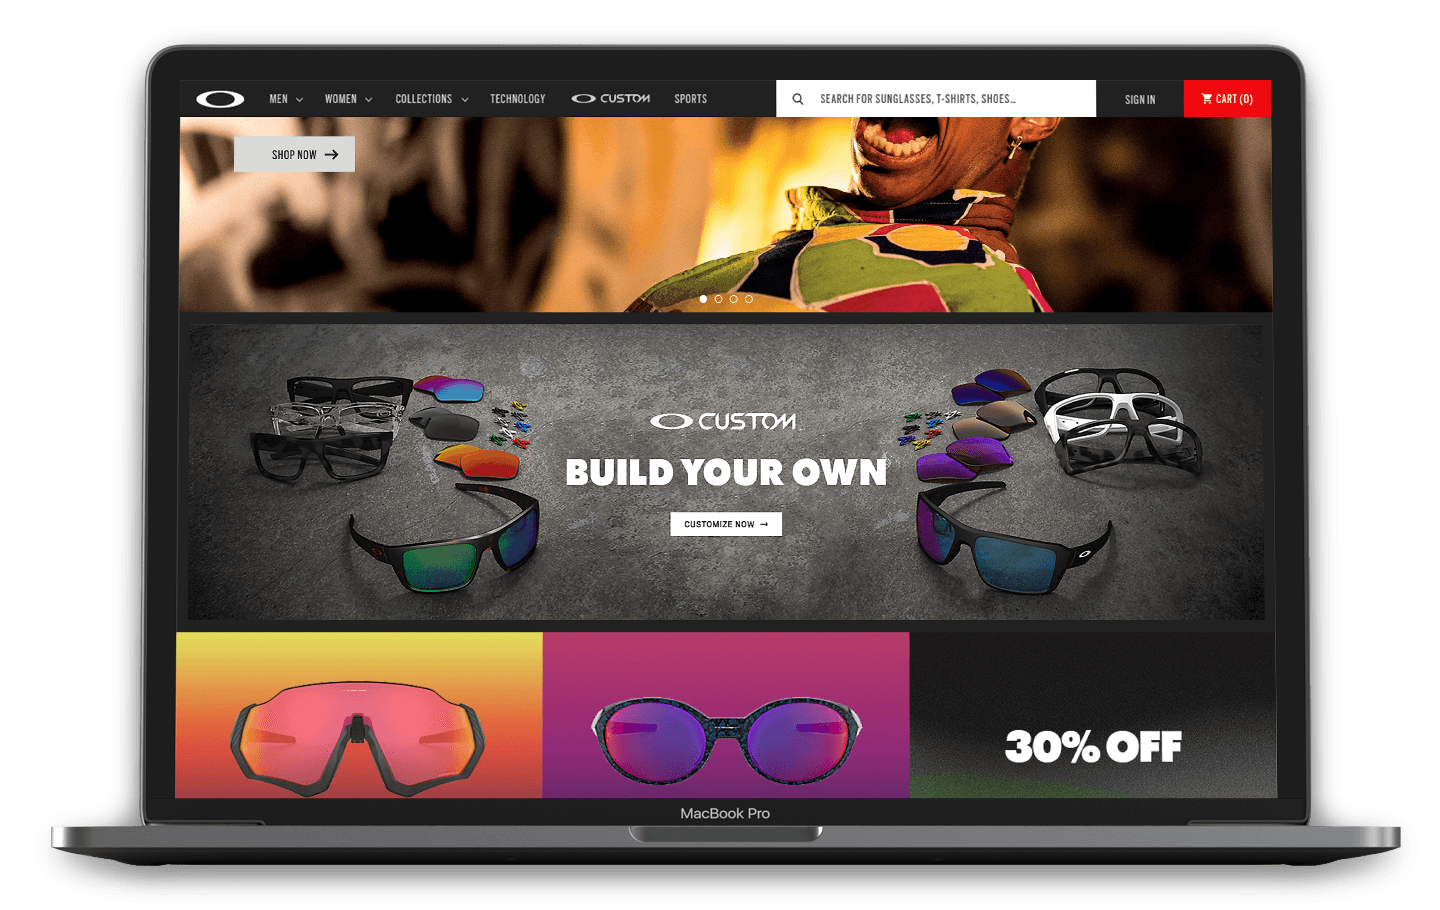 MEN
WOMEN
COLLECTIONS
TECHNOLOGY
CUSTOM
SPORTS
SEARCH FOR SUNGLASSES, T-SHIRTS, SHOES...
SIGN IN
CART (0)
SHOP NOW
CUSTOM
BUILD YOUR OWN
CUSTOMIZE NOW
30% OFF
MacBook Pro